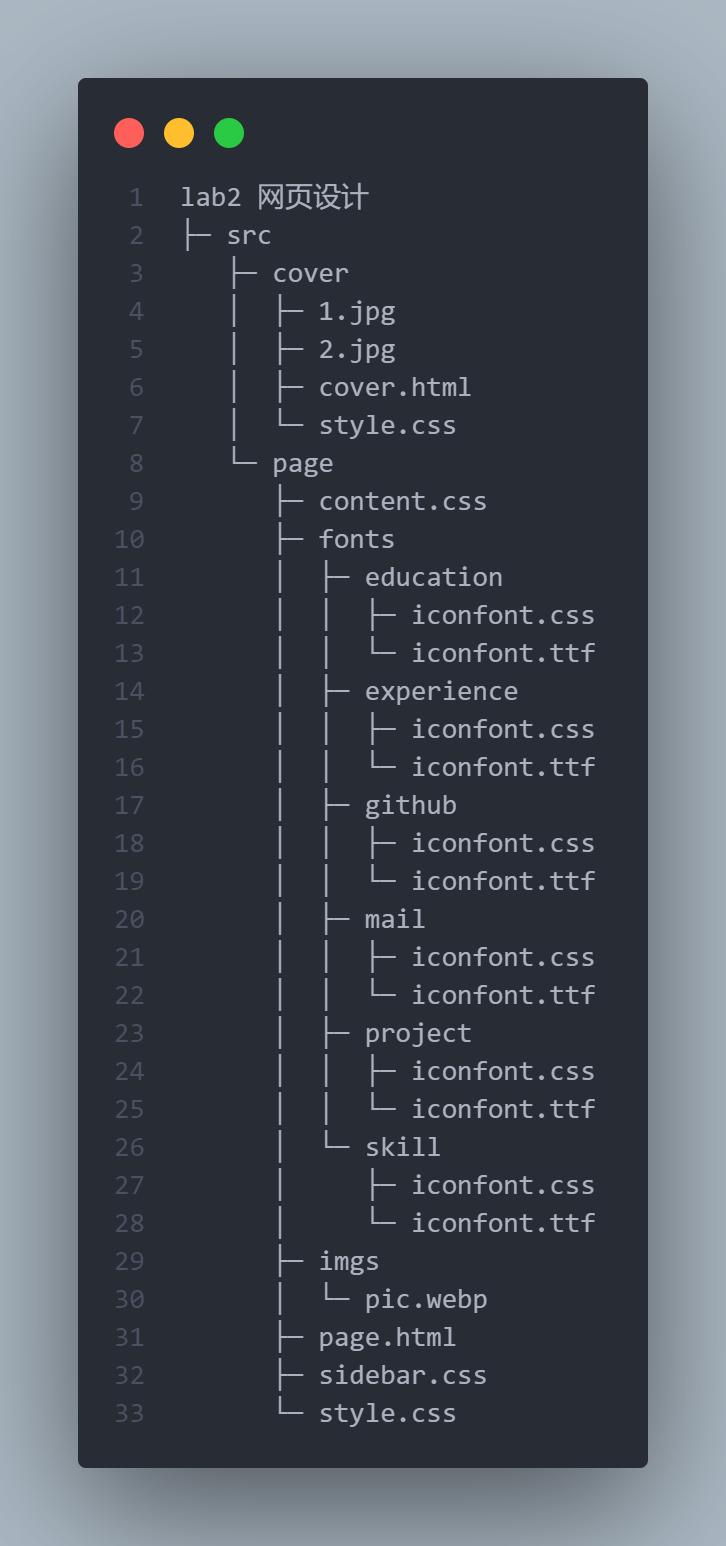 1 lab2 网页设计
2 ├─ src
3    ├─ cover
4    │  ├─ 1.jpg
5    │  ├─ 2.jpg
6    │  ├─ cover.html
7    │  └─ style.css
8    └─ page
9       ├─ content.css
10       ├─ fonts
11       │  ├─ education
12       │  │  ├─ iconfont.css
13       │  │  └─ iconfont.ttf
14       │  ├─ experience
15       │  │  ├─ iconfont.css
16       │  │  └─ iconfont.ttf
17       │  ├─ github
18       │  │  ├─ iconfont.css
19       │  │  └─ iconfont.ttf
20       │  ├─ mail
21       │  │  ├─ iconfont.css
22       │  │  └─ iconfont.ttf
23       │  ├─ project
24       │  │  ├─ iconfont.css
25       │  │  └─ iconfont.ttf
26       │  └─ skill
27       │     ├─ iconfont.css
28       │     └─ iconfont.ttf
29       ├─ imgs
30       │  └─ pic.webp
31       ├─ page.html
32       ├─ sidebar.css
33       └─ style.css